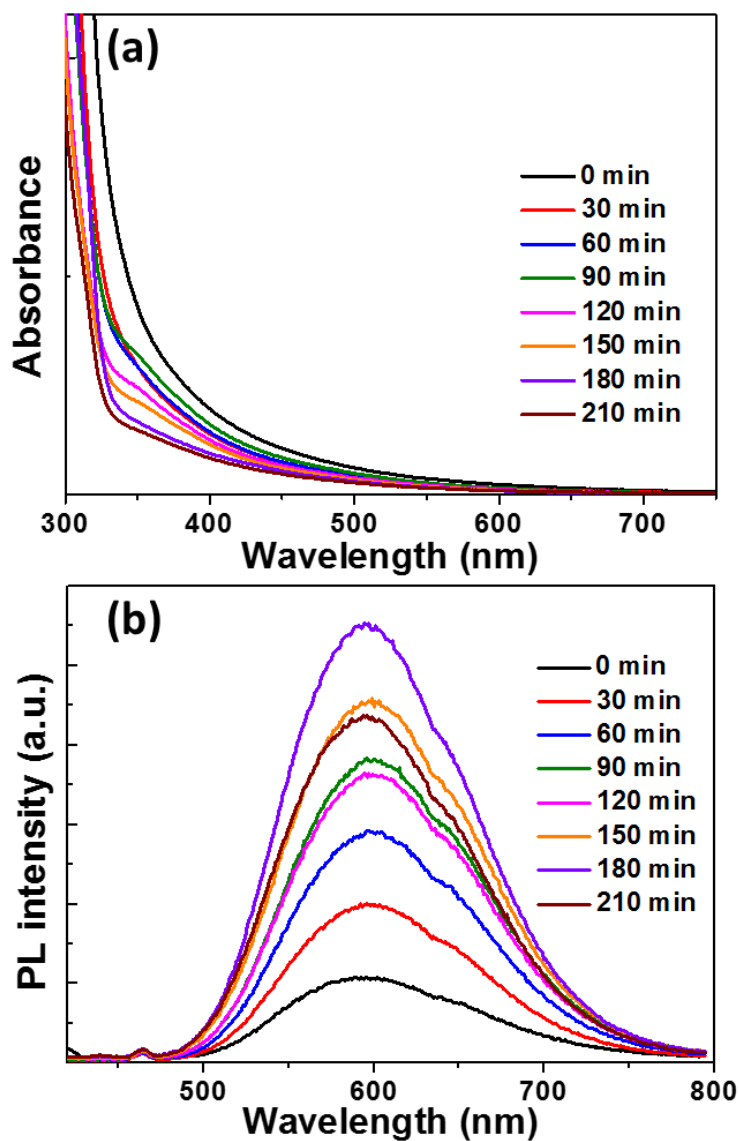 (a)
Absorbance
0 min
30 min
60 min
90 min
120 min
150 min
180 min
210 min
300 400 500 600 700
Wavelength (nm)
(b)
PL intensity (a.u.)
0 min
30 min
60 min
90 min
120 min
150 min
180 min
210 min
500 600 700 800
Wavelength (nm)